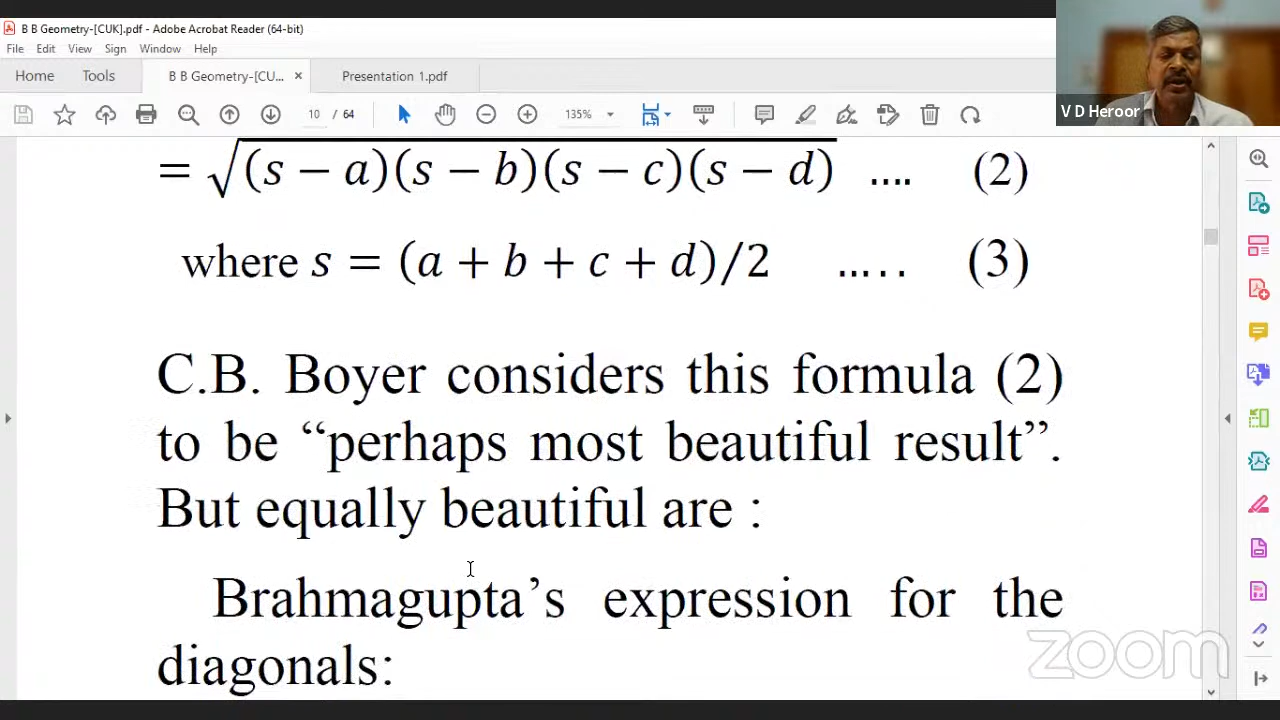 B B Geometry-[CUK].pdf - Adobe Acrobat Reader (64-bit)
File Edit View Sign Window Help
Home Tools B B Geometry-[CU... × Presentation 1.pdf
10 / 64 135%
V D Heroor
= √(s − a)(s − b)(s − c)(s − d) .... (2)
where s = (a + b + c + d)/2 ..... (3)
C.B. Boyer considers this formula (2)
to be “perhaps most beautiful result”.
But equally beautiful are :
Brahmagupta’s expression for the
diagonals:
zoom